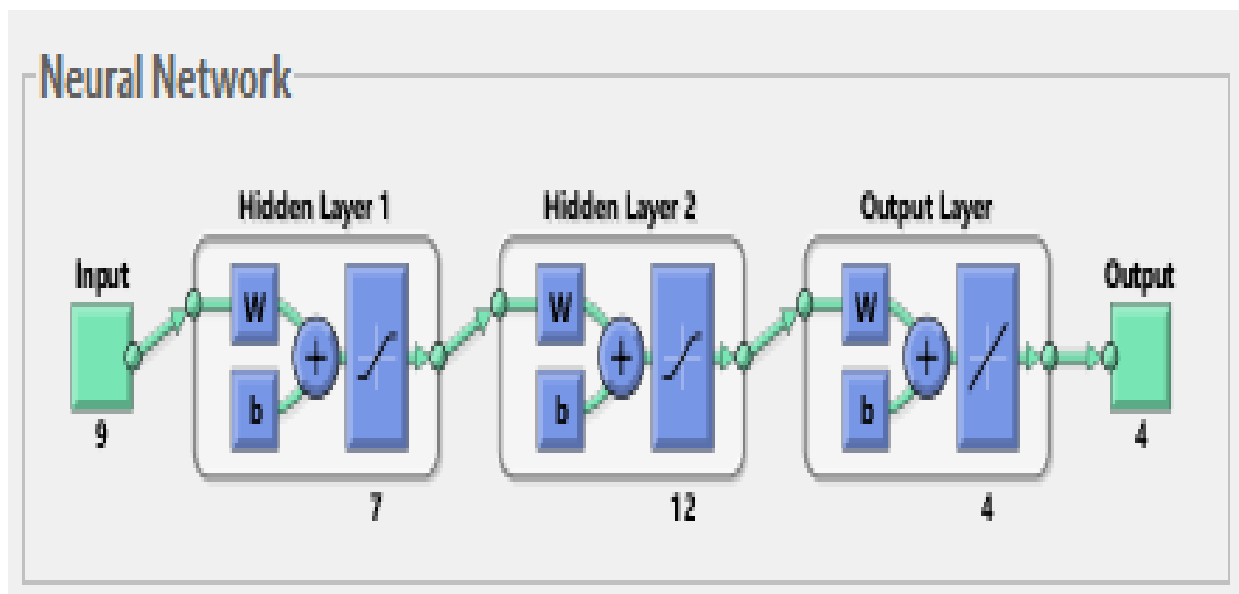 Neural Network
Hidden Layer 1 Hidden Layer 2 Output Layer
Input Output
W W W
+ + +
b b b
9 4
7 12 4